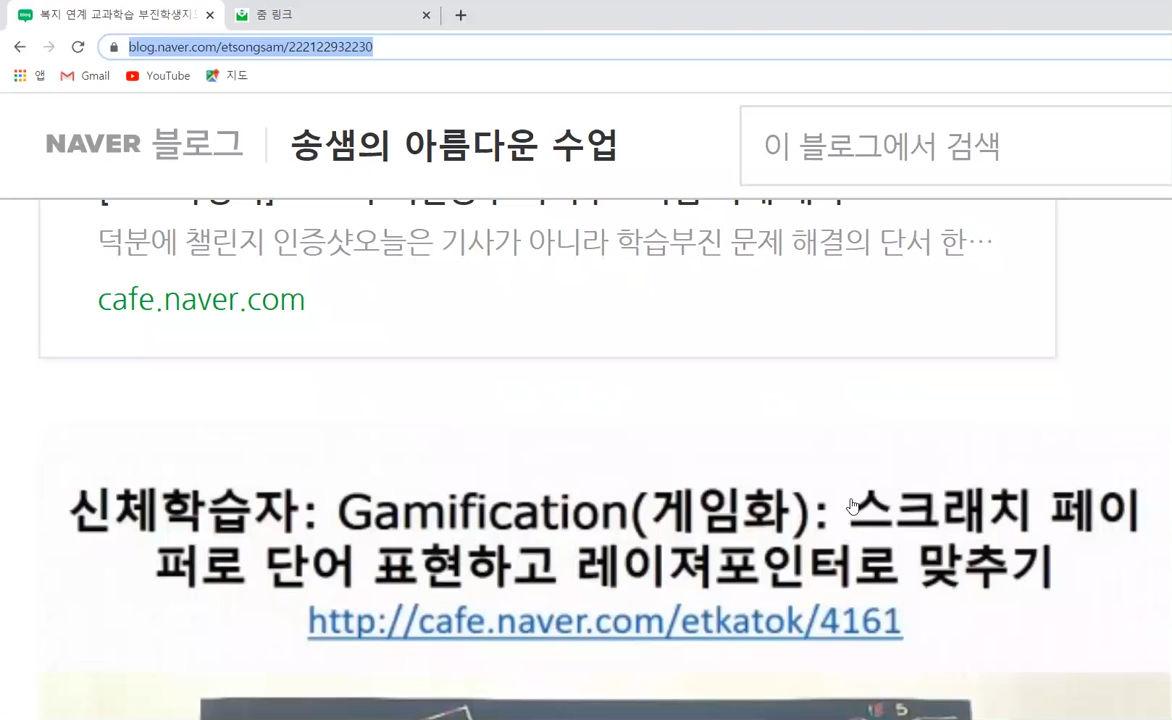 복지 연계 교과학습 부진학생지
줌 링크
blog.naver.com/etsongsam/222122932230
앱 Gmail YouTube 지도
NAVER 블로그 송샘의 아름다운 수업 이 블로그에서 검색
덕분에 챌린지 인증샷오늘은 기사가 아니라 학습부진 문제 해결의 단서 한…
cafe.naver.com
신체학습자: Gamification(게임화): 스크래치 페이
퍼로 단어 표현하고 레이져포인터로 맞추기
http://cafe.naver.com/etkatok/4161
18 5